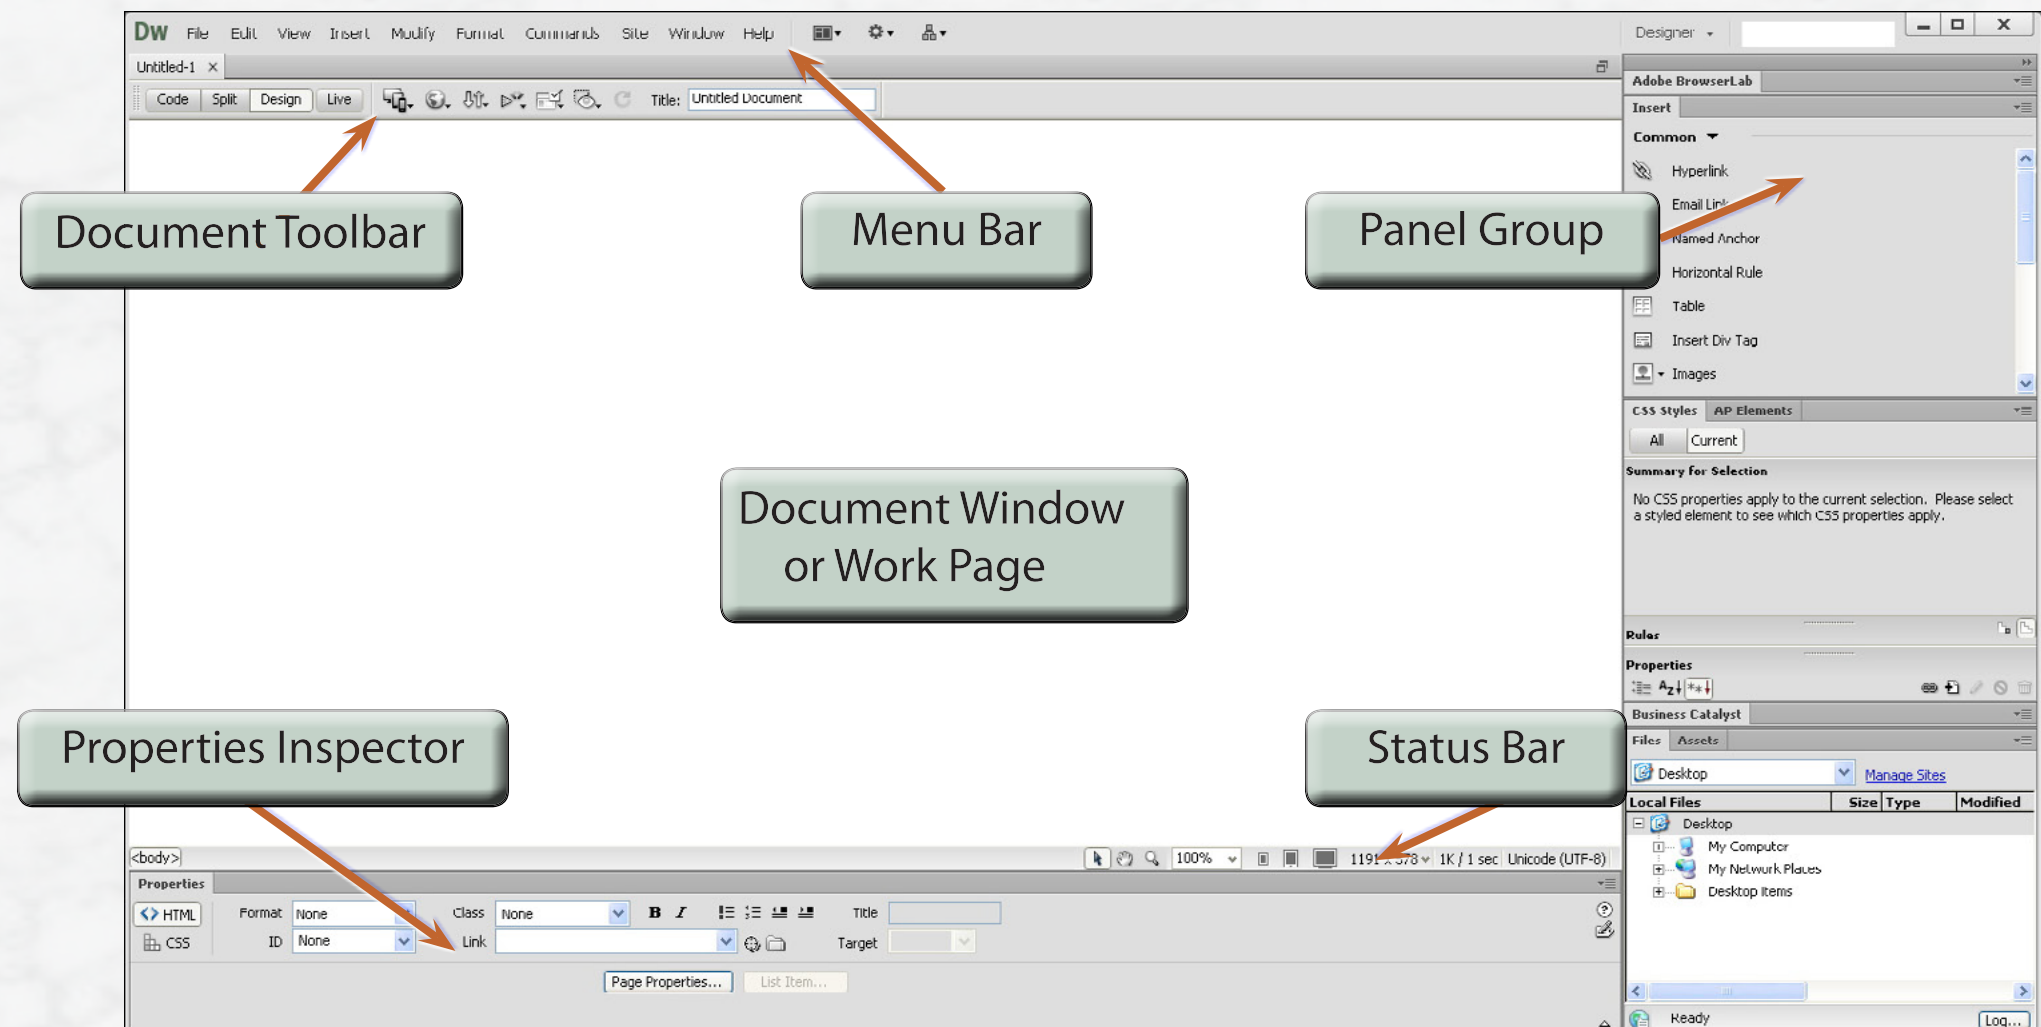 Dw File Edit View Insert Modify Format Commands Site Window Help
Designer
Untitled-1 ×
Code Split Design Live Title: Untitled Document
Adobe BrowserLab
Insert
Common
Hyperlink
Email Link
Named Anchor
Horizontal Rule
Table
Insert Div Tag
Images
Document Toolbar
Menu Bar
Panel Group
CSS Styles AP Elements
All Current
Summary for Selection
No CSS properties apply to the current selection. Please select
a styled element to see which CSS properties apply.
Document Window
or Work Page
Rules
Properties
Business Catalyst
Files Assets
Desktop Manage Sites
Local Files Size Type Modified
Desktop
My Computer
My Network Places
Desktop Items
Properties Inspector
Status Bar
<body> 100% 1K / 1 sec Unicode (UTF-8)
Properties
HTML Format None Class None B I Title
CSS ID None Link Target
Page Properties... List Item...
Ready Log...